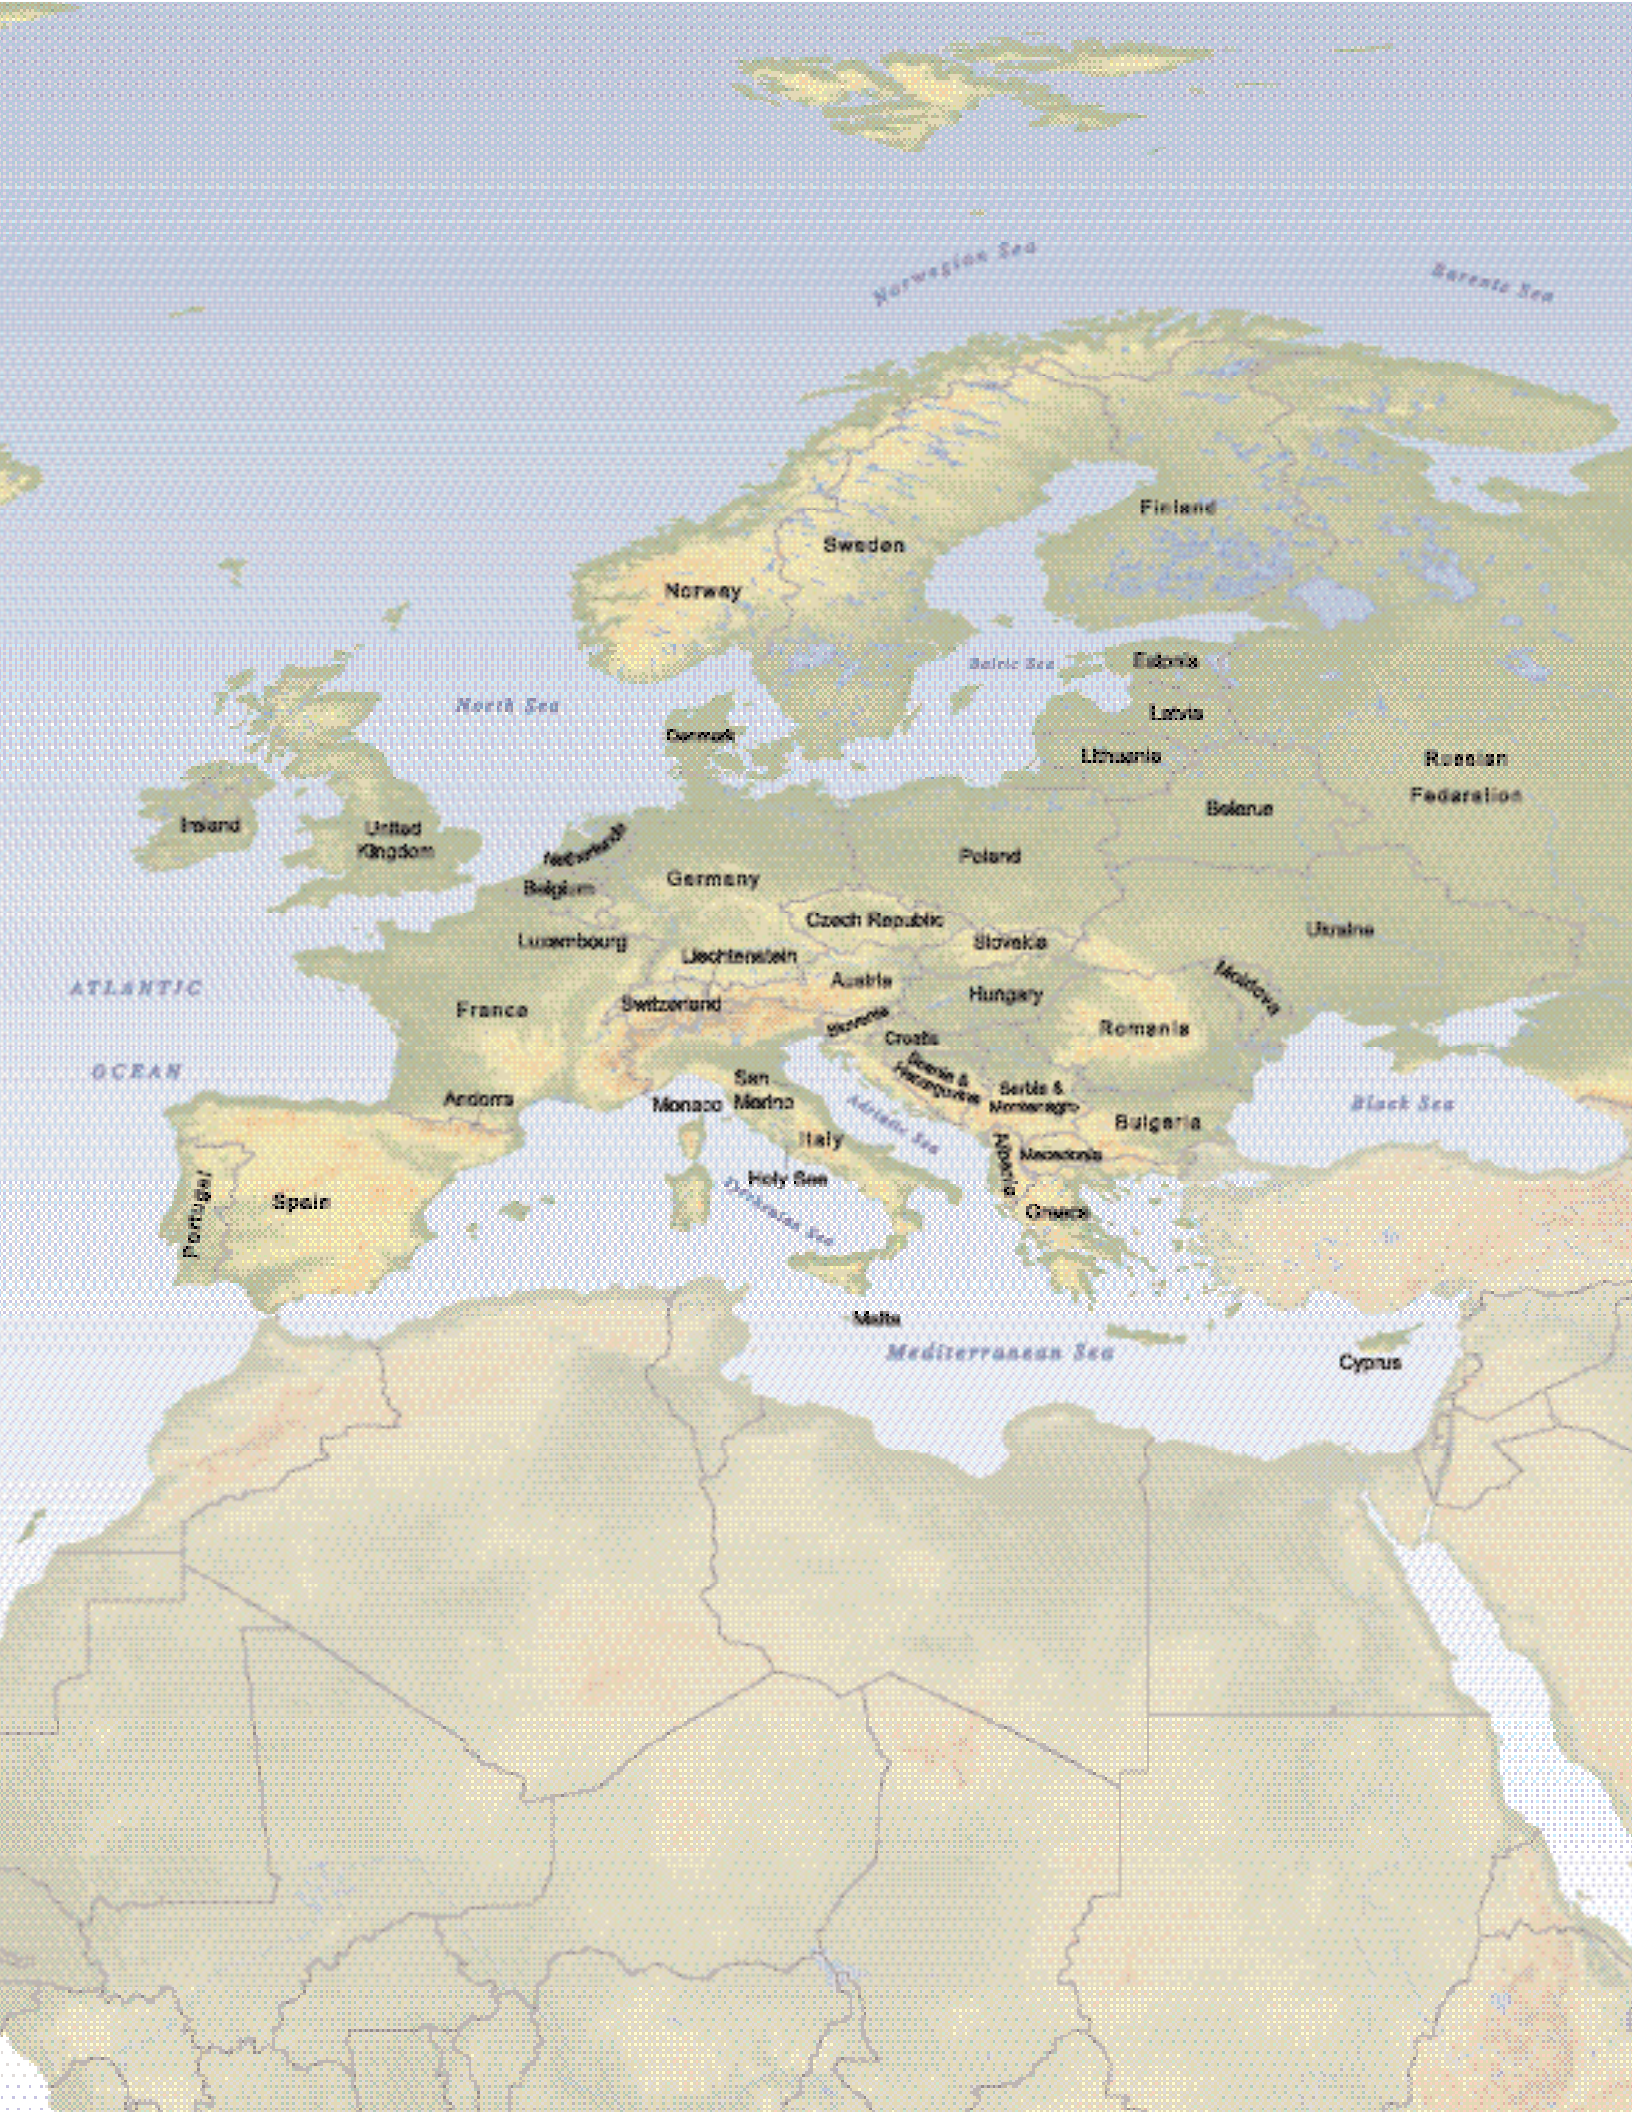 Norwegian Sea
Barents Sea
Finland
Sweden
Norway
Baltic Sea
Estonia
North Sea
Latvia
Denmark
Lithuania
Russian
Federation
Belarus
Ireland
United
Kingdom
Netherlands
Poland
Germany
Belgium
Czech Republic
Ukraine
Luxembourg
Slovakia
Liechtenstein
Moldova
Austria
ATLANTIC
Hungary
Switzerland
France
Slovenia
Romania
Croatia
OCEAN
Bosnia &
Herzegovina
San
Marino
Serbia &
Montenegro
Andorra
Monaco
Black Sea
Adriatic Sea
Bulgaria
Italy
Albania
Macedonia
Holy See
Portugal
Spain
Tyrrhenian Sea
Greece
Malta
Mediterranean Sea
Cyprus